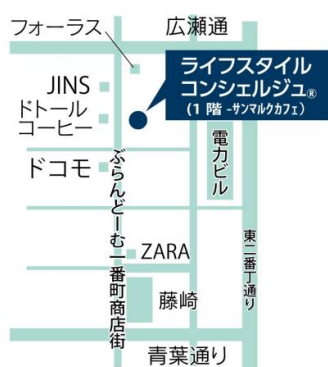 フォーラス
広瀬通
ライフスタイル
コンシェルジュ®
(1階-サンマルクカフェ)
JINS
ドトール
コーヒー
電力ビル
ドコモ
ぶらんどーむ一番町商店街
東二番丁通り
ZARA
藤崎
青葉通り